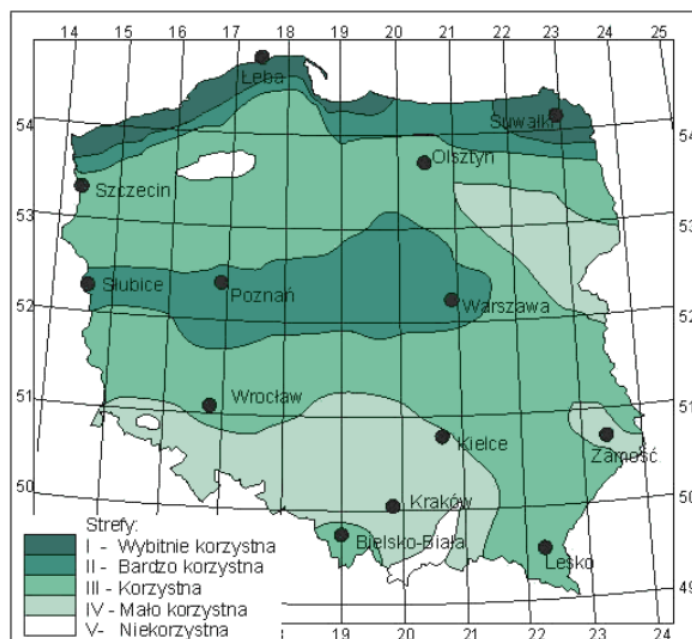 14 15 16 17 18 19 20 21 22 23 24 25
Łeba
54
Suwałki
54
Olsztyn
Szczecin
53
53
Słubice
Poznań
Warszawa
52
52
51
Wrocław
51
Kielce
Zamość
50
Kraków
50
Strefy:
Bielsko-Biała
Lesko
I - Wybitnie korzystna
II - Bardzo korzystna
III - Korzystna
IV - Mało korzystna
V- Niekorzystna
49
19 20 21 22 23 24